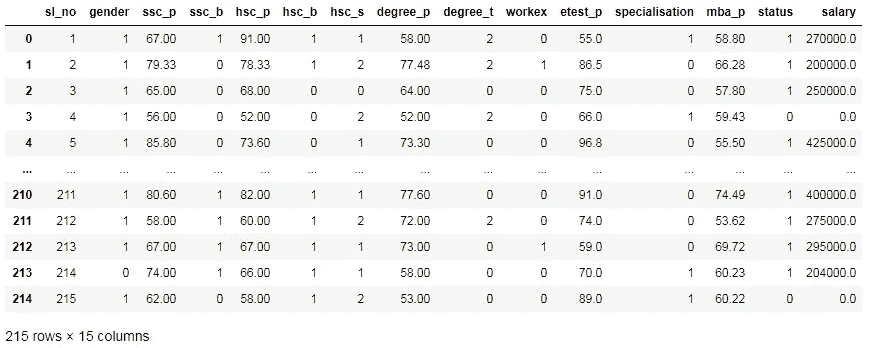 sl_no gender ssc_p ssc_b hsc_p hsc_b hsc_s degree_p degree_t workex etest_p specialisation mba_p status salary
0 1 1 67.00 1 91.00 1 1 58.00 2 0 55.0 1 58.80 1 270000.0
1 2 1 79.33 0 78.33 1 2 77.48 2 1 86.5 0 66.28 1 200000.0
2 3 1 65.00 0 68.00 0 0 64.00 0 0 75.0 0 57.80 1 250000.0
3 4 1 56.00 0 52.00 0 2 52.00 2 0 66.0 1 59.43 0 0.0
4 5 1 85.80 0 73.60 0 1 73.30 0 0 96.8 0 55.50 1 425000.0
... ... ... ... ... ... ... ... ... ... ... ... ... ... ... ...
210 211 1 80.60 1 82.00 1 1 77.60 0 0 91.0 0 74.49 1 400000.0
211 212 1 58.00 1 60.00 1 2 72.00 2 0 74.0 0 53.62 1 275000.0
212 213 1 67.00 1 67.00 1 1 73.00 0 1 59.0 0 69.72 1 295000.0
213 214 0 74.00 1 66.00 1 1 58.00 0 0 70.0 1 60.23 1 204000.0
214 215 1 62.00 0 58.00 1 2 53.00 0 0 89.0 1 60.22 0 0.0
215 rows × 15 columns